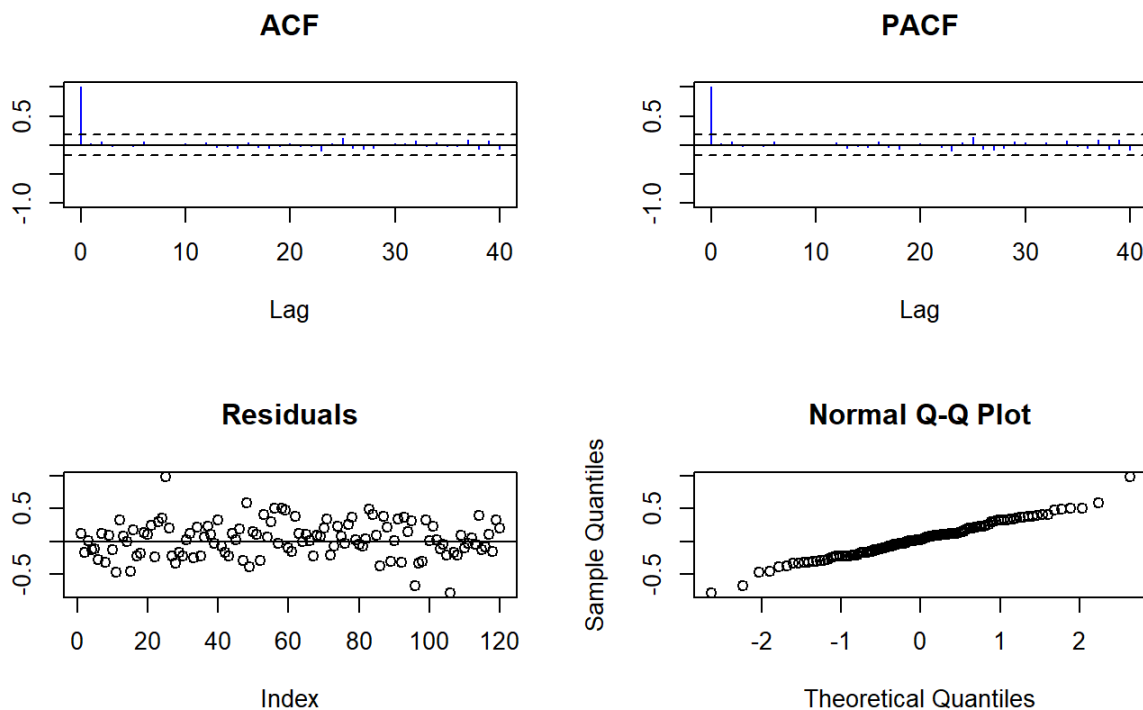 ACF
0.5
-1.0
0 10 20 30 40
Lag
PACF
0.5
-1.0
0 10 20 30 40
Lag
Residuals
0.5
-0.5
0 20 40 60 80 100 120
Index
Normal Q-Q Plot
Sample Quantiles
0.5
-0.5
-2 -1 0 1 2
Theoretical Quantiles